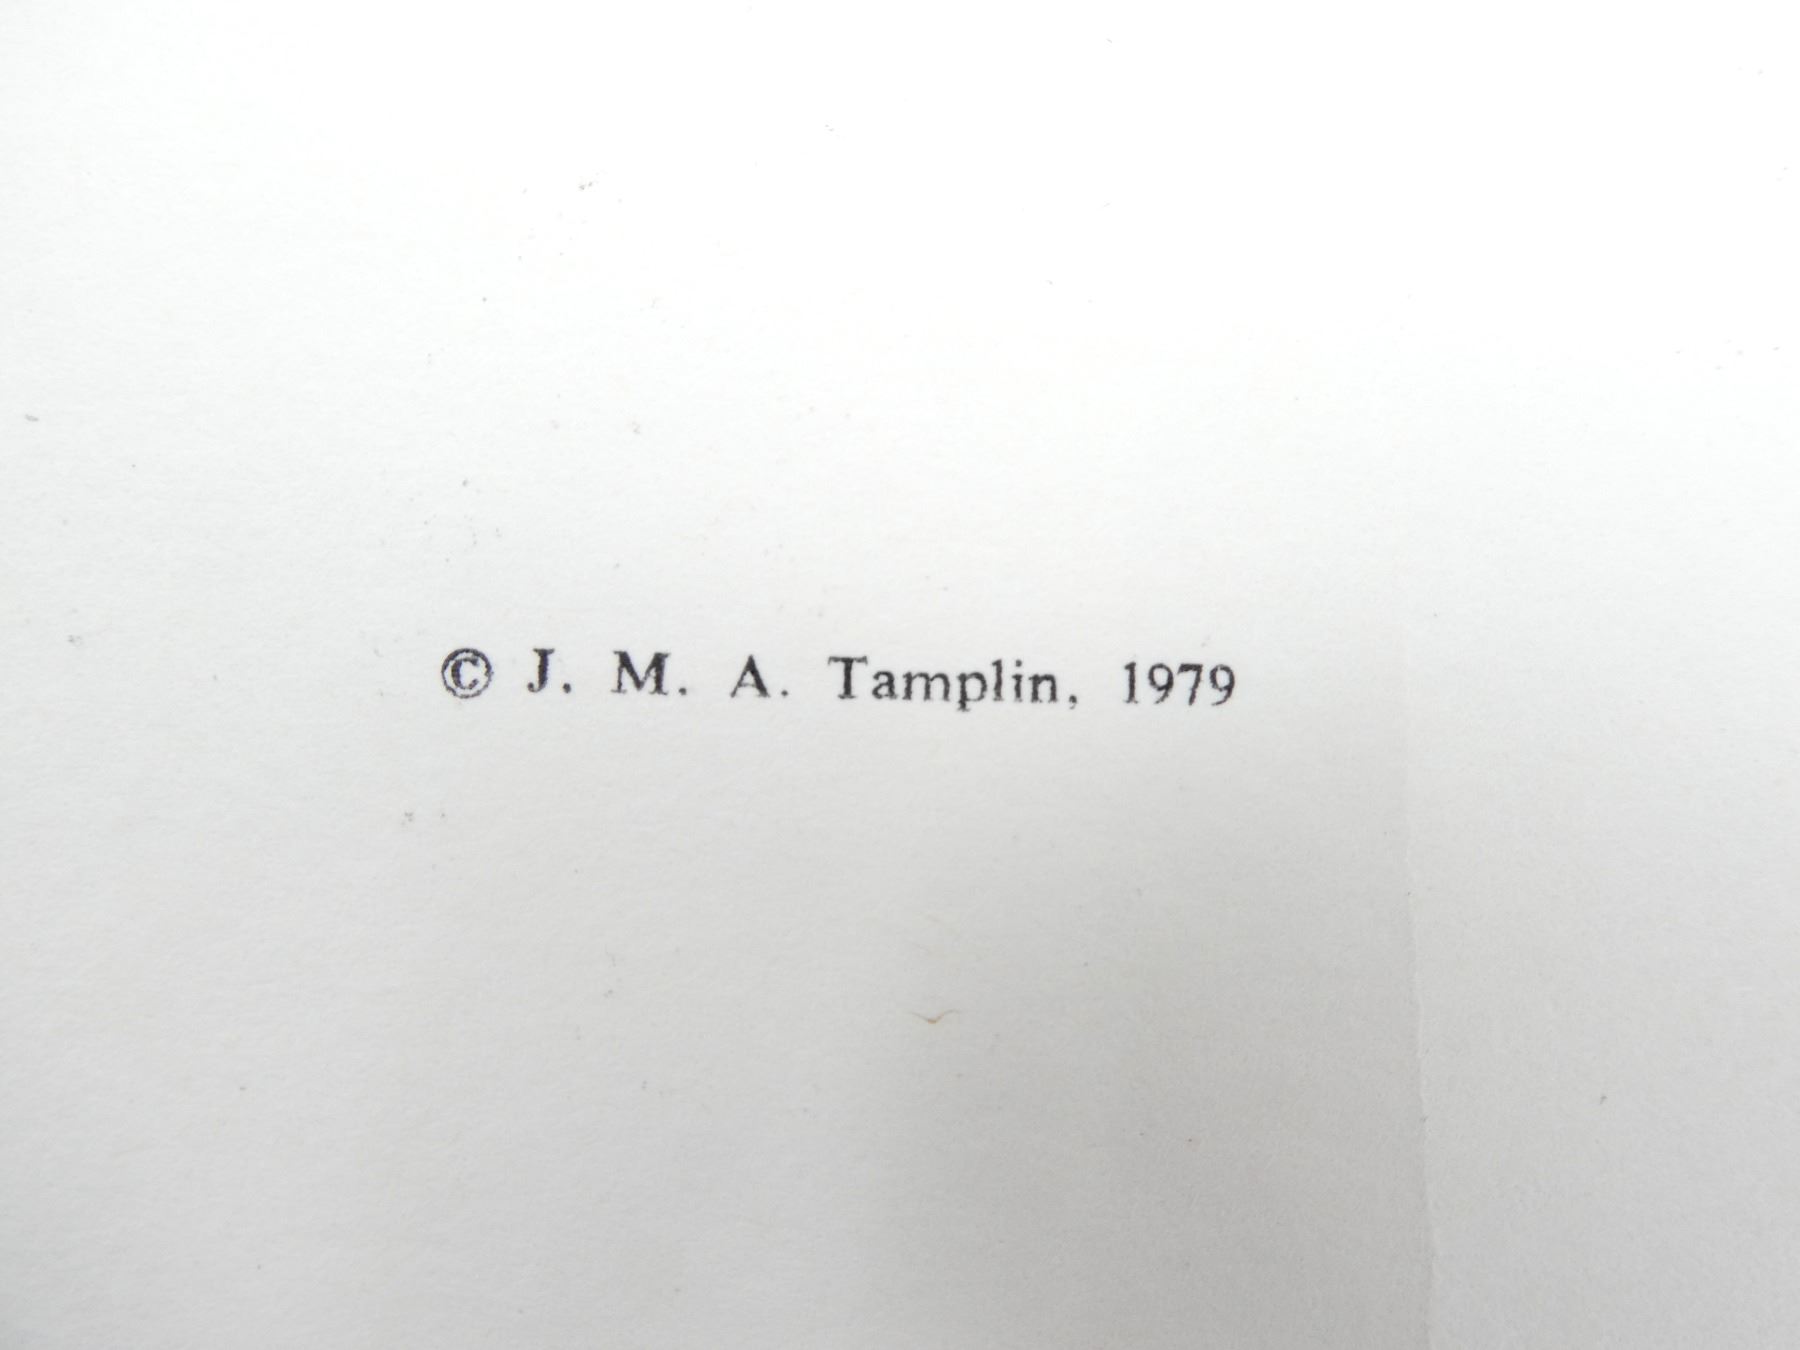 © J. M. A. Tamplin, 1979